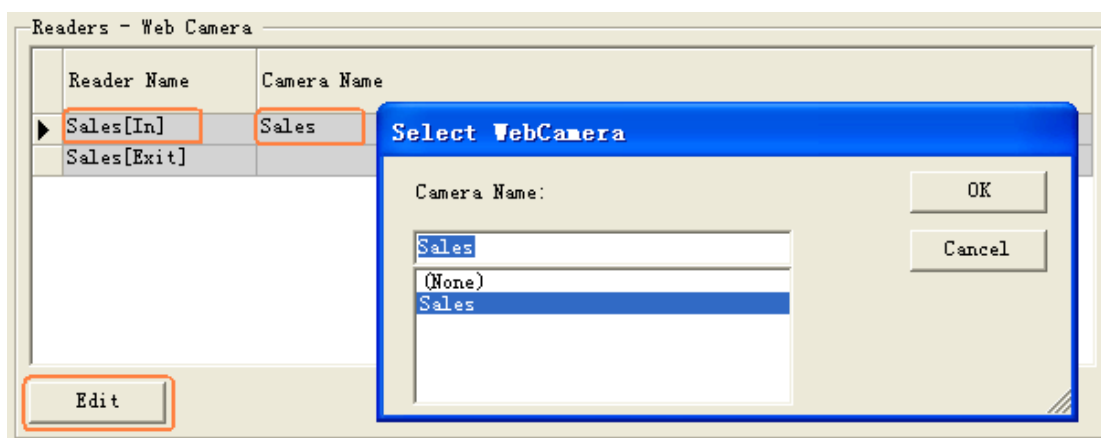 Readers - Web Camera
Reader Name Camera Name
Sales[In] Sales
Sales[Exit]
Select WebCamera
Camera Name:
OK
Sales
Cancel
(None)
Sales
Edit